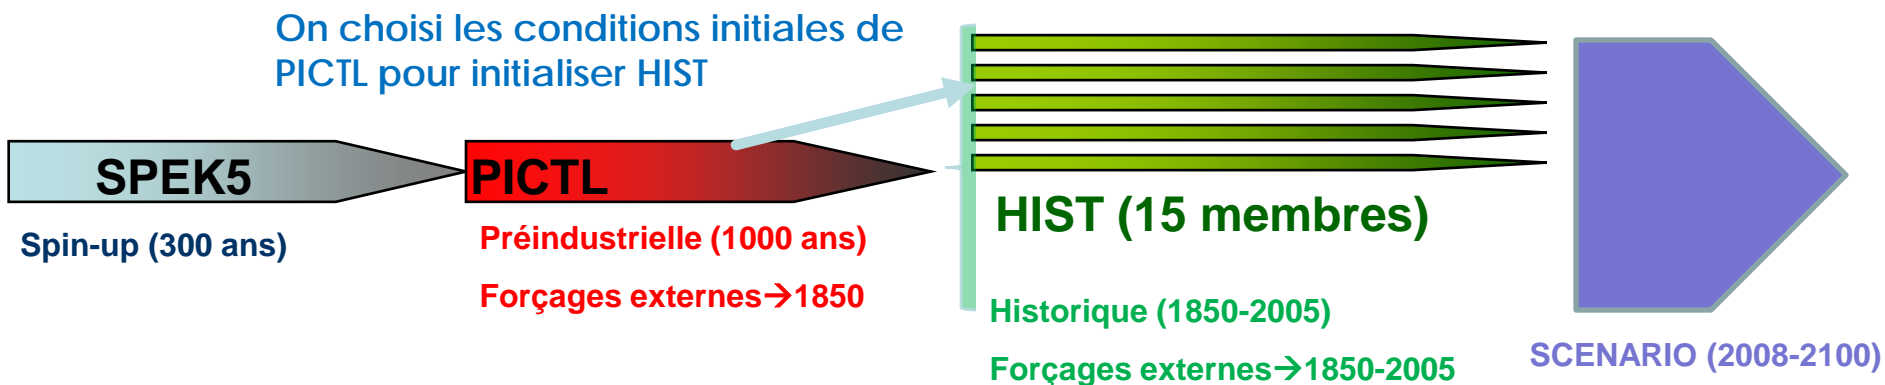 On choisi les conditions initiales de
PICTL pour initialiser HIST
SPEK5
PICTL
Spin-up (300 ans)
Préindustrielle (1000 ans)
Forçages externes→1850
HIST (15 membres)
Historique (1850-2005)
Forçages externes→1850-2005
SCENARIO (2008-2100)